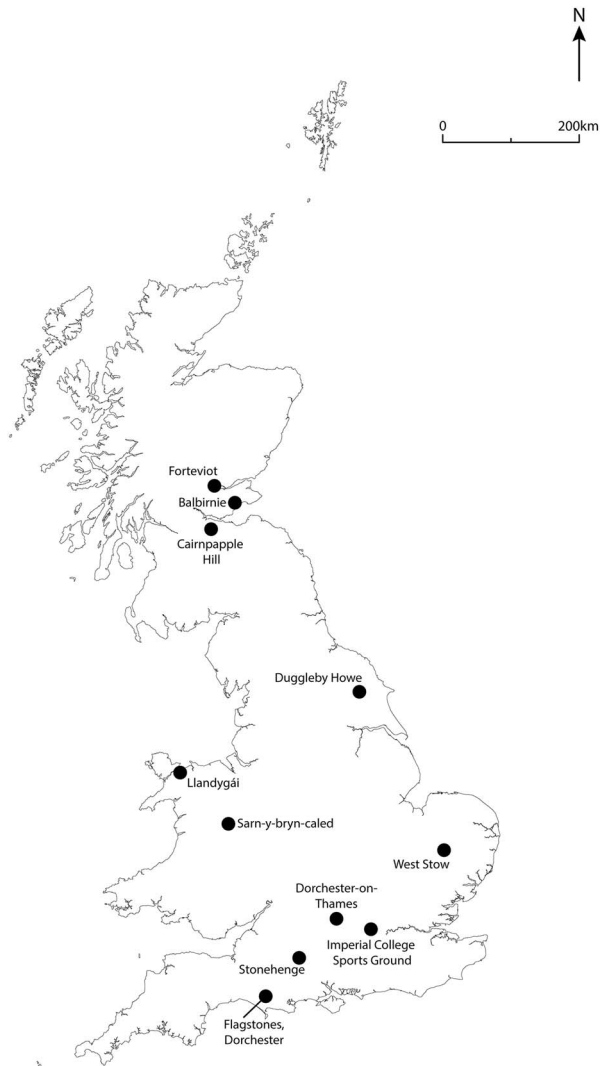 N
0 200km
Forteviot
Balbirnie
Cairnpapple
Hill
Duggleby Howe
Llandygái
Sarn-y-bryn-caled
West Stow
Dorchester-on-
Thames
Imperial College
Sports Ground
Stonehenge
Flagstones,
Dorchester